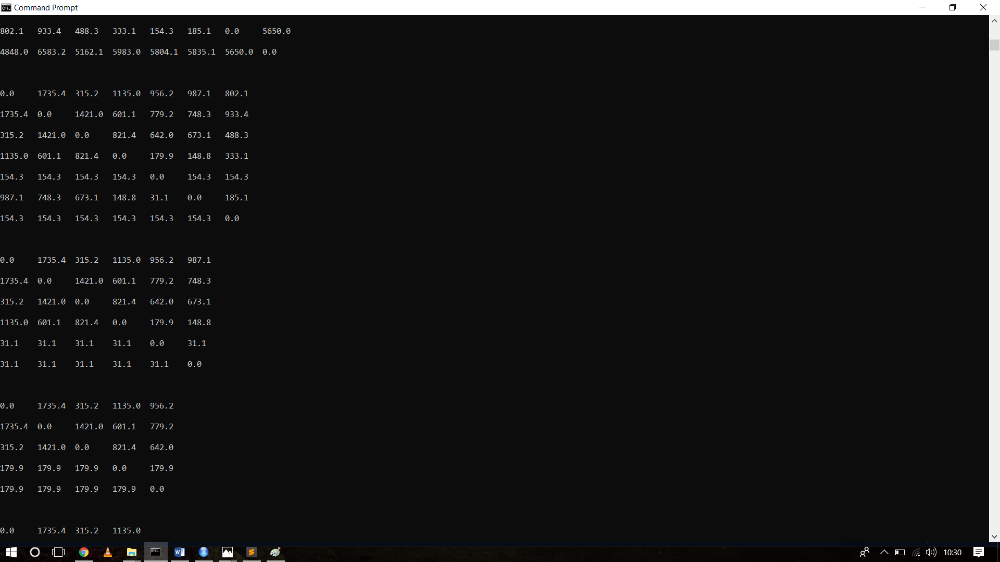 Command Prompt
802.1 933.4 488.3 333.1 154.3 185.1 0.0 5650.0
4848.0 6583.2 5162.1 5983.0 5804.1 5835.1 5650.0 0.0
0.0 1735.4 315.2 1135.0 956.2 987.1 802.1
1735.4 0.0 1421.0 601.1 779.2 748.3 933.4
315.2 1421.0 0.0 821.4 642.0 673.1 488.3
1135.0 601.1 821.4 0.0 179.9 148.8 333.1
154.3 154.3 154.3 154.3 0.0 154.3 154.3
987.1 748.3 673.1 148.8 31.1 0.0 185.1
154.3 154.3 154.3 154.3 154.3 154.3 0.0
0.0 1735.4 315.2 1135.0 956.2 987.1
1735.4 0.0 1421.0 601.1 779.2 748.3
315.2 1421.0 0.0 821.4 642.0 673.1
1135.0 601.1 821.4 0.0 179.9 148.8
31.1 31.1 31.1 31.1 0.0 31.1
31.1 31.1 31.1 31.1 31.1 0.0
0.0 1735.4 315.2 1135.0 956.2
1735.4 0.0 1421.0 601.1 779.2
315.2 1421.0 0.0 821.4 642.0
179.9 179.9 179.9 0.0 179.9
179.9 179.9 179.9 179.9 0.0
0.0 1735.4 315.2 1135.0
10:30